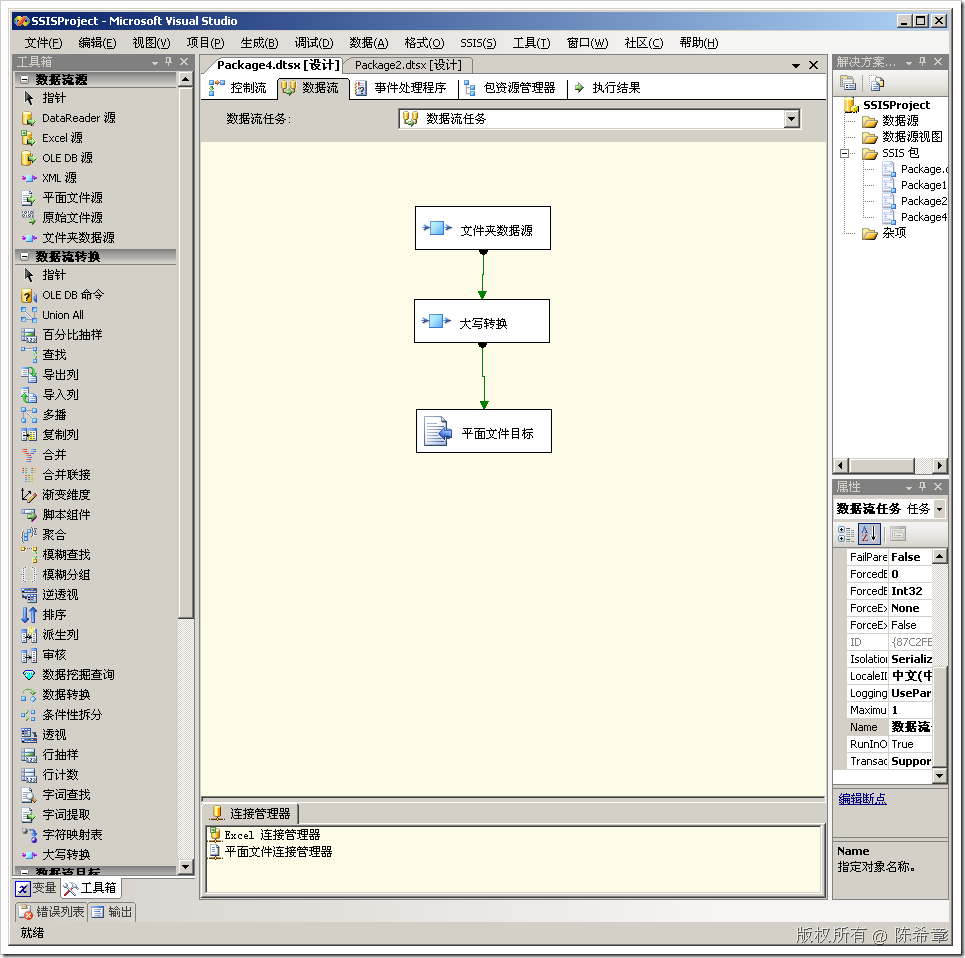 SSISProject - Microsoft Visual Studio
文件(F) 编辑(E) 视图(V) 项目(P) 生成(B) 调试(D) 数据(A) 格式(O) SSIS(S) 工具(T) 窗口(W) 社区(C) 帮助(H)
工具箱
数据流源
指针
DataReader 源
Excel 源
OLE DB 源
XML 源
平面文件源
原始文件源
文件夹数据源
数据流转换
指针
OLE DB 命令
Union All
百分比抽样
查找
导出列
导入列
多播
复制列
合并
合并联接
渐变维度
脚本组件
聚合
模糊查找
模糊分组
逆透视
排序
派生列
审核
数据挖掘查询
数据转换
条件性拆分
透视
行抽样
行计数
字词查找
字词提取
字符映射表
大写转换
数据流目标
变量 工具箱
错误列表 输出
就绪
Package4.dtsx [设计] Package2.dtsx [设计]
控制流 数据流 事件处理程序 包资源管理器 执行结果
数据流任务: 数据流任务
文件夹数据源
大写转换
平面文件目标
连接管理器
Excel 连接管理器
平面文件连接管理器
解决方案...
SSISProject
数据源
数据源视图
SSIS 包
Package.d
Package1
Package2
Package4
杂项
属性
数据流任务 任务
FailPare False
ForcedE 0
ForcedE Int32
ForceEx None
ForceEx False
ID {87C2FE
Isolation Serializ
LocaleID 中文(中
Logging UsePar
Maximu 1
Name 数据流
RunInO True
Transac Suppor
编辑断点
Name
指定对象名称。
版权所有 @ 陈希章